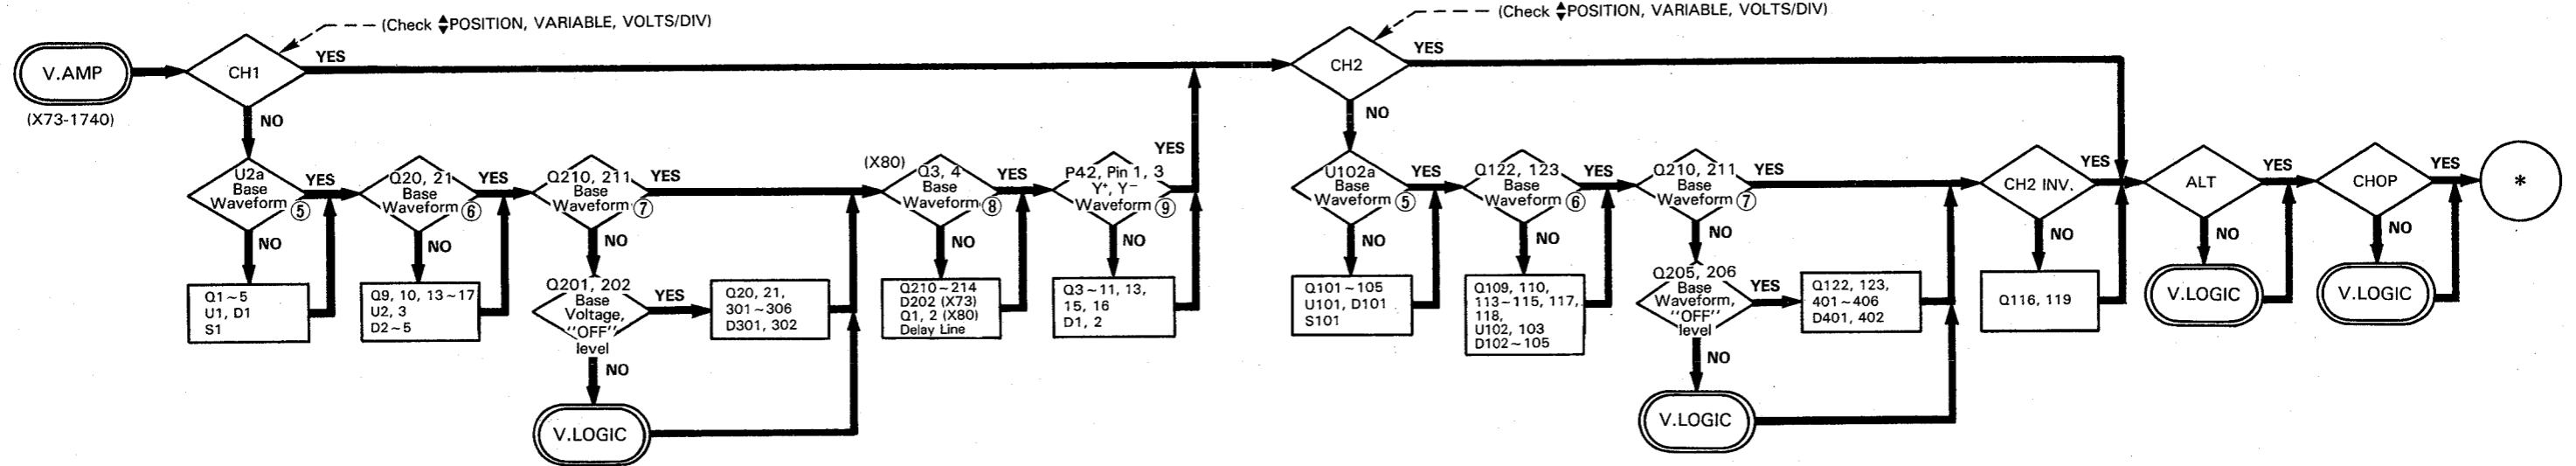 V.AMP
(X73-1740)
CH1
(Check ♦POSITION, VARIABLE, VOLTS/DIV)
YES
NO
U2a
Base
Waveform ⑤
YES
NO
Q1~5
U1, D1
S1
Q20, 21
Base
Waveform ⑥
YES
NO
Q9, 10, 13~17
U2, 3
D2~5
Q210, 211
Base
Waveform ⑦
YES
NO
Q201, 202
Base
Voltage,
"OFF"
level
YES
NO
V.LOGIC
Q20, 21,
301~306
D301, 302
(X80)
Q3, 4
Base
Waveform ⑧
YES
NO
Q210~214
D202 (X73)
Q1, 2 (X80)
Delay Line
P42, Pin 1, 3
Y⁺, Y⁻
Waveform ⑨
YES
NO
Q3~11, 13,
15, 16
D1, 2
CH2
(Check ♦POSITION, VARIABLE, VOLTS/DIV)
YES
NO
U102a
Base
Waveform ⑤
YES
NO
Q101~105
U101, D101
S101
Q122, 123
Base
Waveform ⑥
YES
NO
Q109, 110,
113~115, 117,
118,
U102, 103
D102~105
Q210, 211
Base
Waveform ⑦
YES
NO
Q205, 206
Base
Waveform,
"OFF"
level
YES
NO
V.LOGIC
Q122, 123,
401~406
D401, 402
CH2 INV.
YES
NO
Q116, 119
ALT
YES
NO
V.LOGIC
CHOP
YES
NO
V.LOGIC
*